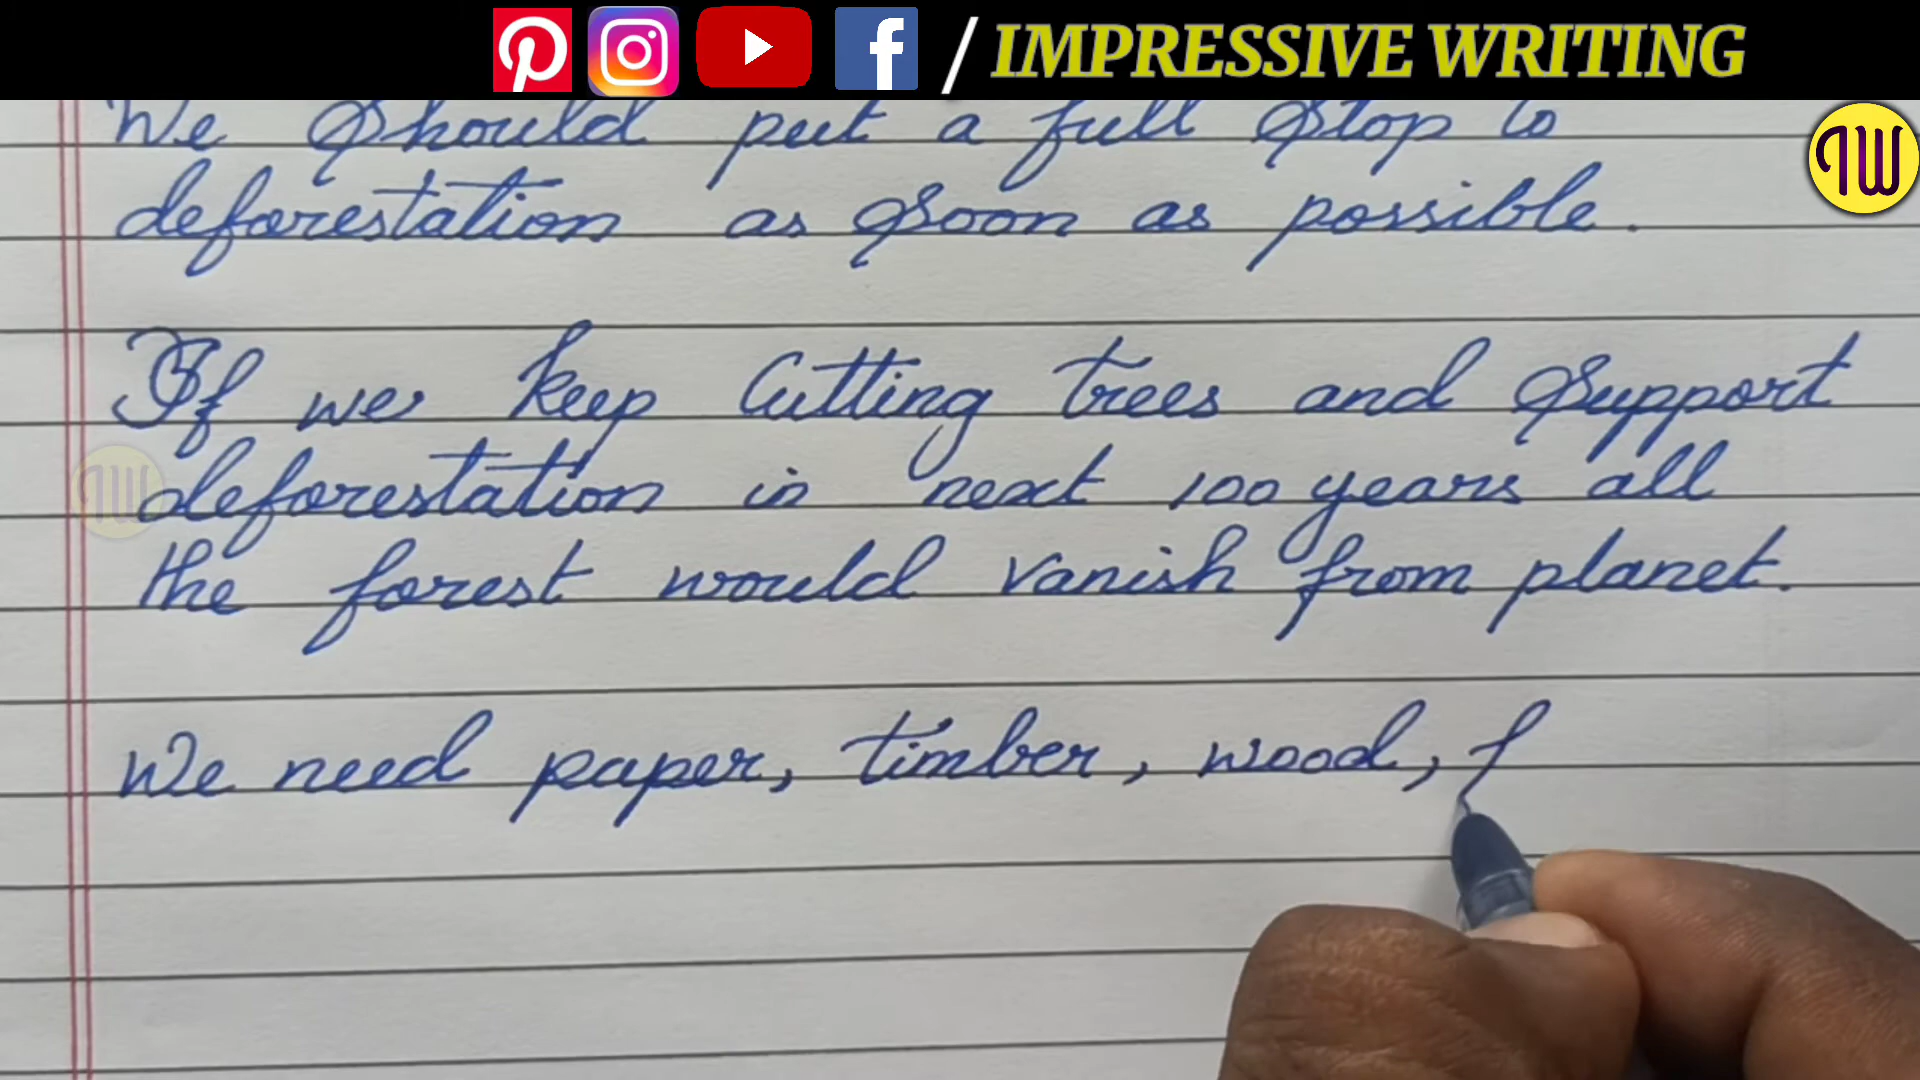 / IMPRESSIVE WRITING
IW
We Should put a full Stop to
deforestation as Soon as possible.
If we keep Cutting trees and Support
deforestation in next 100 years all
the forest would vanish from planet.
We need paper, timber, wood, f